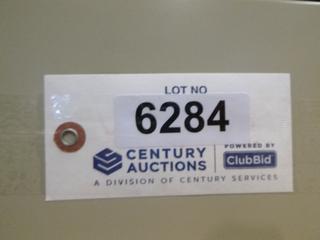 LOT NO
6284
CENTURY
AUCTIONS
POWERED BY
ClubBid
A DIVISION OF CENTURY SERVICES